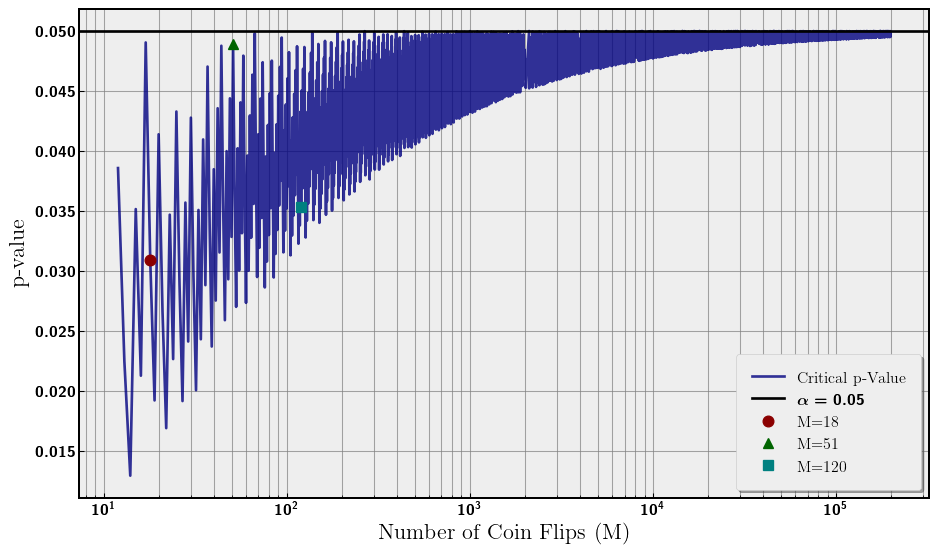 0.050
0.045
0.040
0.035
0.030
0.025
0.020
0.015
p-value
10¹ 10² 10³ 10⁴ 10⁵
Number of Coin Flips (M)
Critical p-Value
α = 0.05
M=18
M=51
M=120